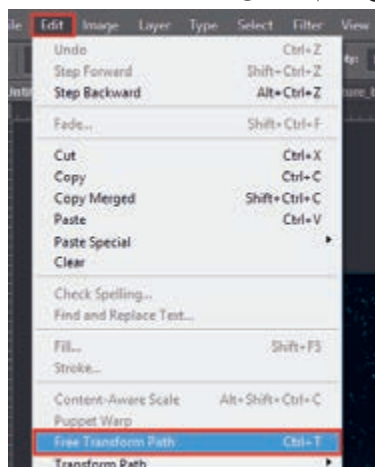 Edit Image Layer Type Select Filter View
Undo Ctrl+Z
Step Forward Shift+Ctrl+Z
Step Backward Alt+Ctrl+Z
Fade... Shift+Ctrl+F
Cut Ctrl+X
Copy Ctrl+C
Copy Merged Shift+Ctrl+C
Paste Ctrl+V
Paste Special
Clear
Check Spelling...
Find and Replace Text...
Fill... Shift+F5
Stroke...
Content-Aware Scale Alt+Shift+Ctrl+C
Puppet Warp
Free Transform Path Ctrl+T
Transform Path